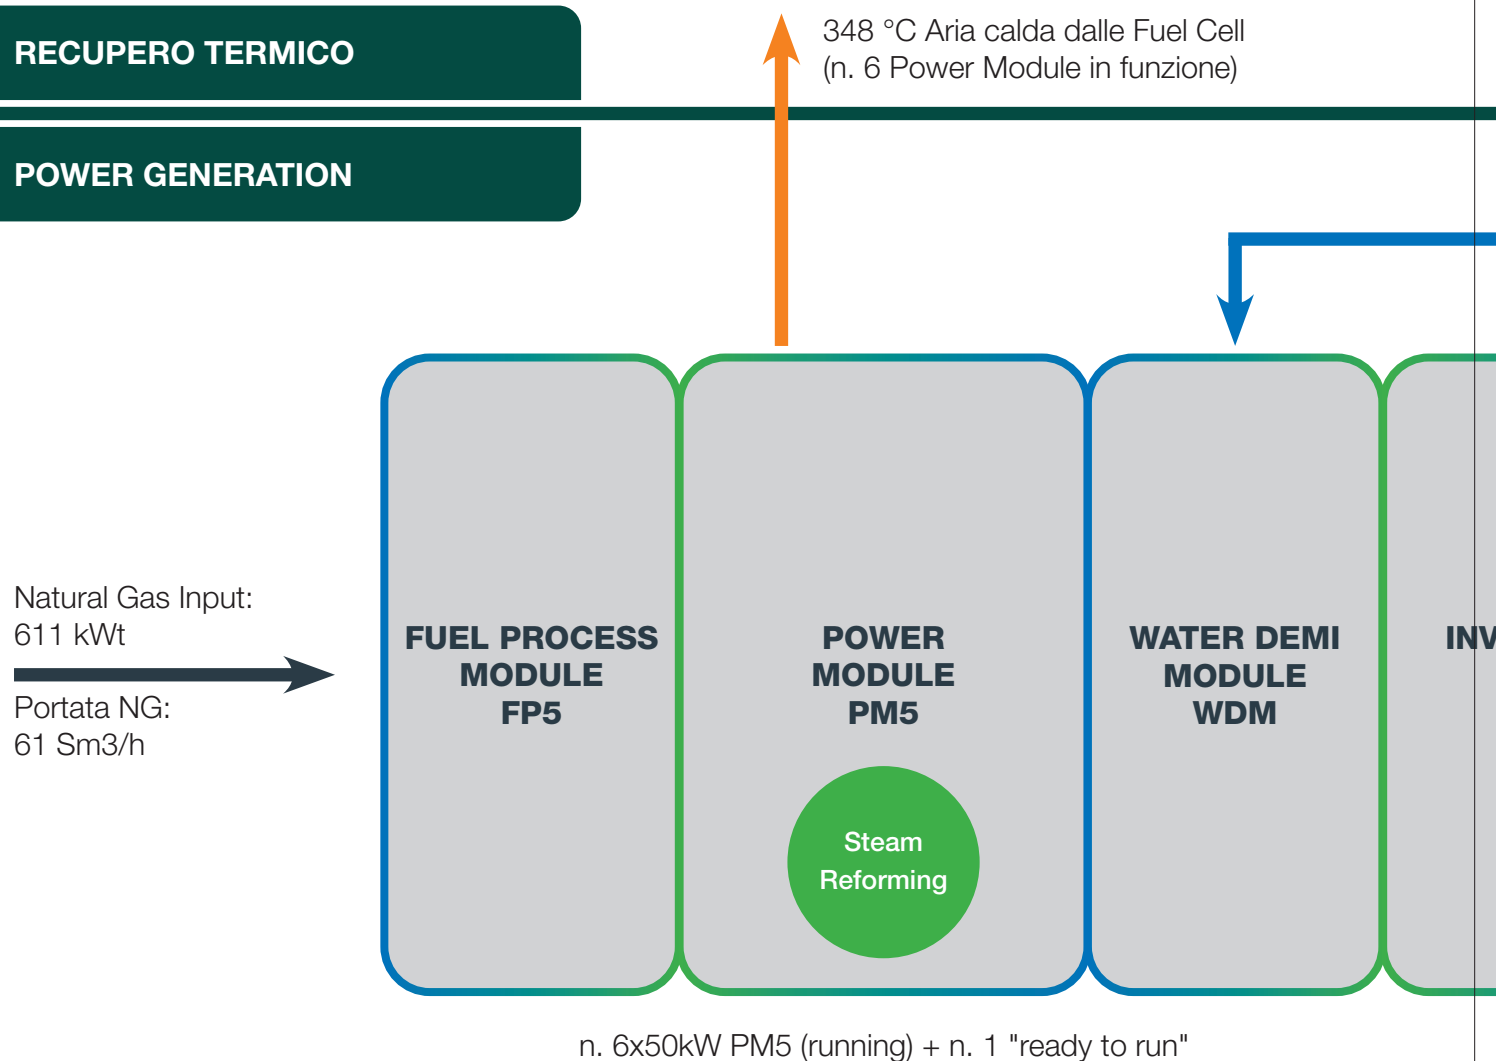 RECUPERO TERMICO
348 °C Aria calda dalle Fuel Cell
(n. 6 Power Module in funzione)
POWER GENERATION
Natural Gas Input:
611 kWt
Portata NG:
61 Sm3/h
FUEL PROCESS
MODULE
FP5
POWER
MODULE
PM5
Steam
Reforming
WATER DEMI
MODULE
WDM
n. 6x50kW PM5 (running) + n. 1 "ready to run"